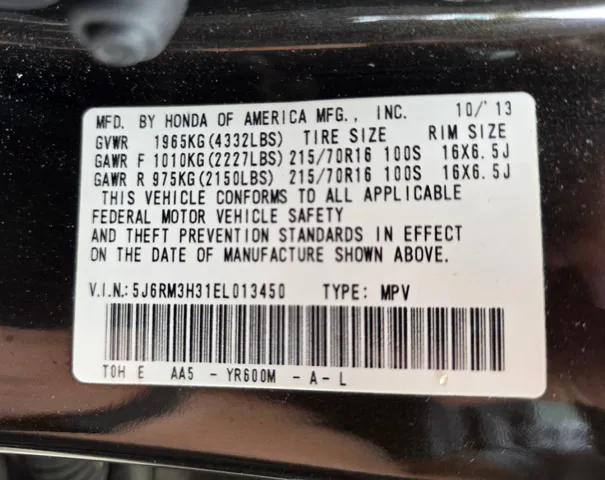 MFD. BY HONDA OF AMERICA MFG., INC. 10/'13
GVWR 1965KG(4332LBS) TIRE SIZE RIM SIZE
GAWR F 1010KG(2227LBS) 215/70R16 100S 16X6.5J
GAWR R 975KG(2150LBS) 215/70R16 100S 16X6.5J
THIS VEHICLE CONFORMS TO ALL APPLICABLE
FEDERAL MOTOR VEHICLE SAFETY
AND THEFT PREVENTION STANDARDS IN EFFECT
ON THE DATE OF MANUFACTURE SHOWN ABOVE.
V.I.N.:5J6RM3H31EL013450 TYPE: MPV
TOH E AA5 - YR600M - A - L